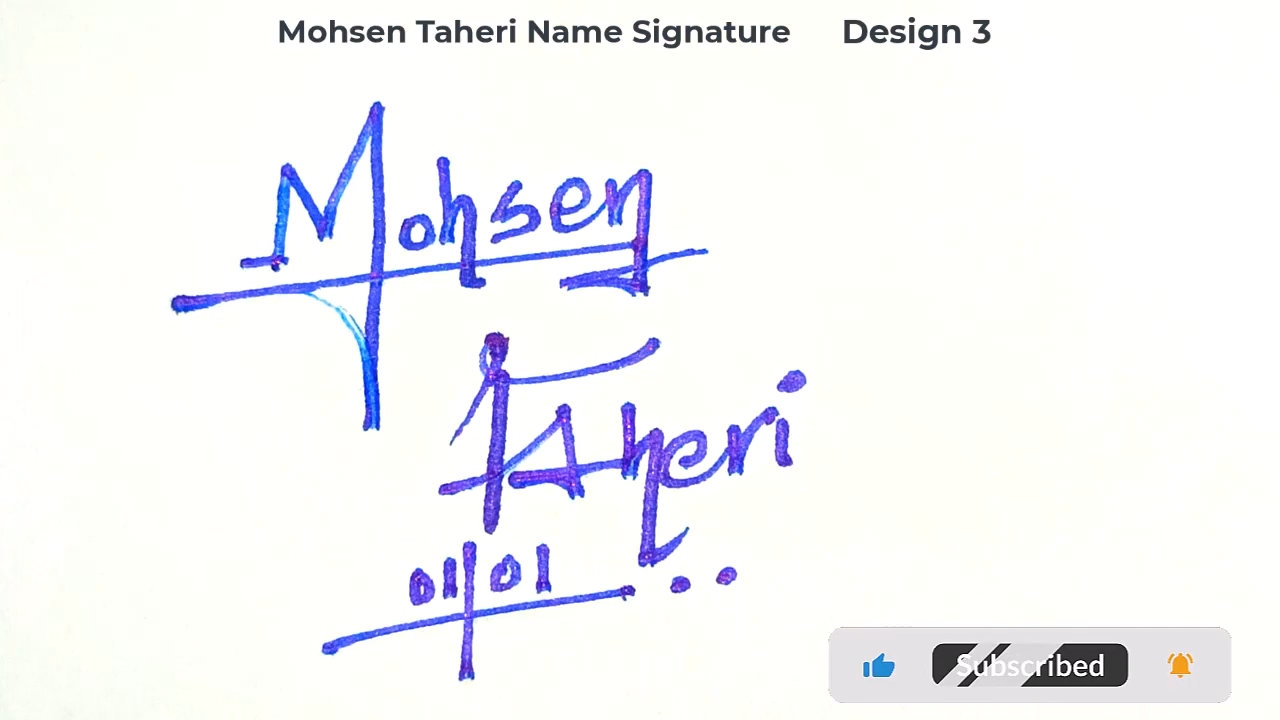 Mohsen Taheri Name Signature Design 3
Mohsen
Taheri
01/01
Subscribed